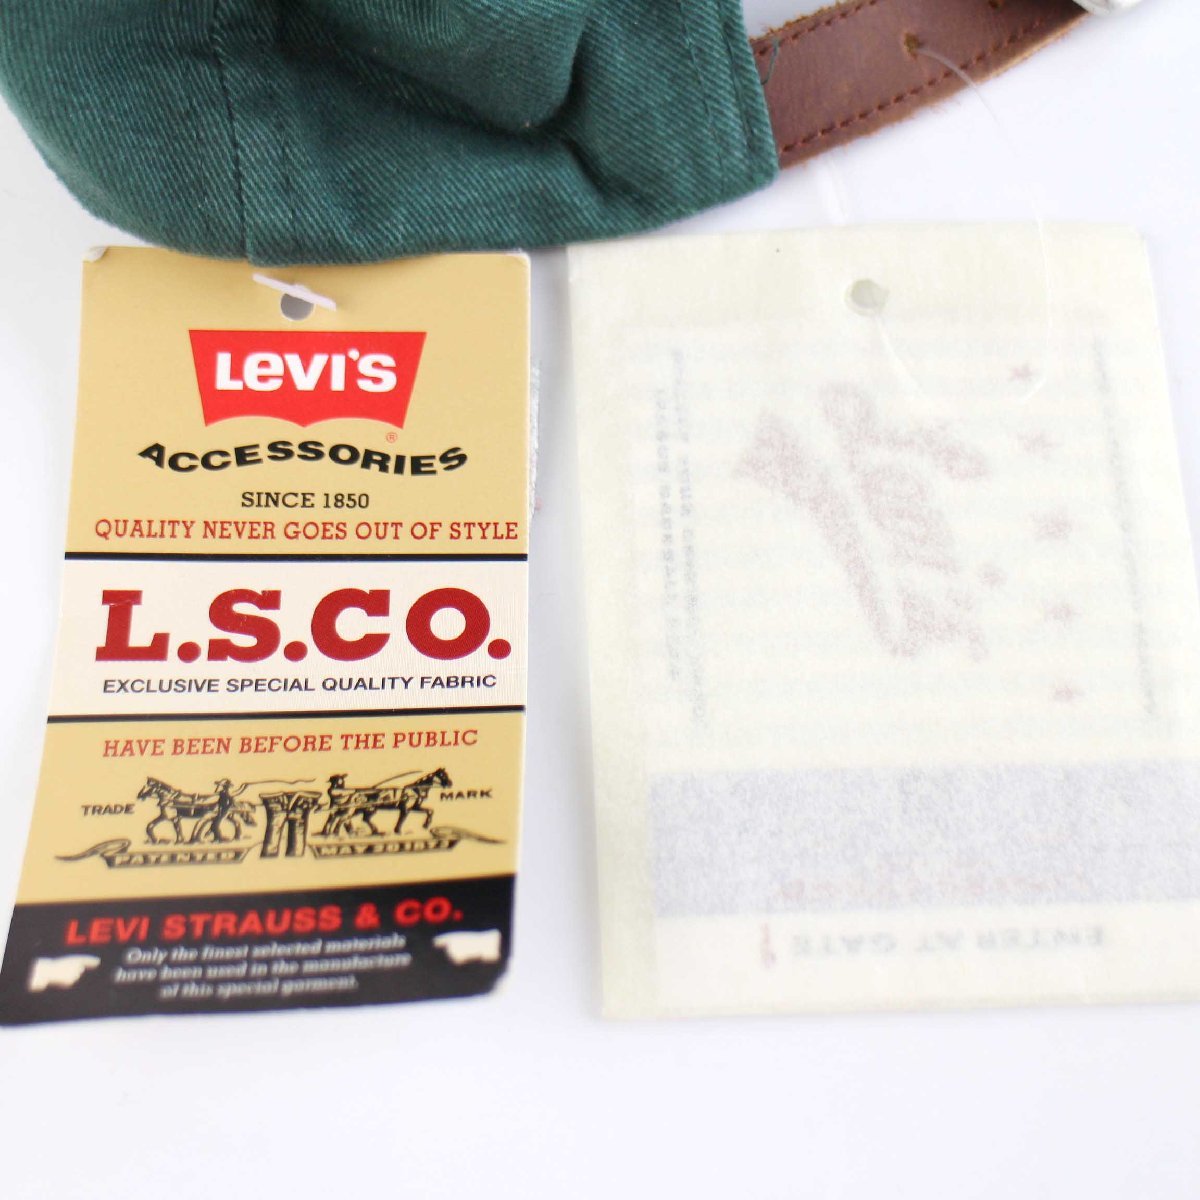 LEVI'S
®
ACCESSORIES
SINCE 1850
QUALITY NEVER GOES OUT OF STYLE
L.S.CO.
EXCLUSIVE SPECIAL QUALITY FABRIC
HAVE BEEN BEFORE THE PUBLIC
TRADE MARK
PATENTED MAY 20 1873
LEVI STRAUSS & CO.
Only the finest selected materials
have been used in the manufacture
of this special garment.
ENTER AT GATE 1